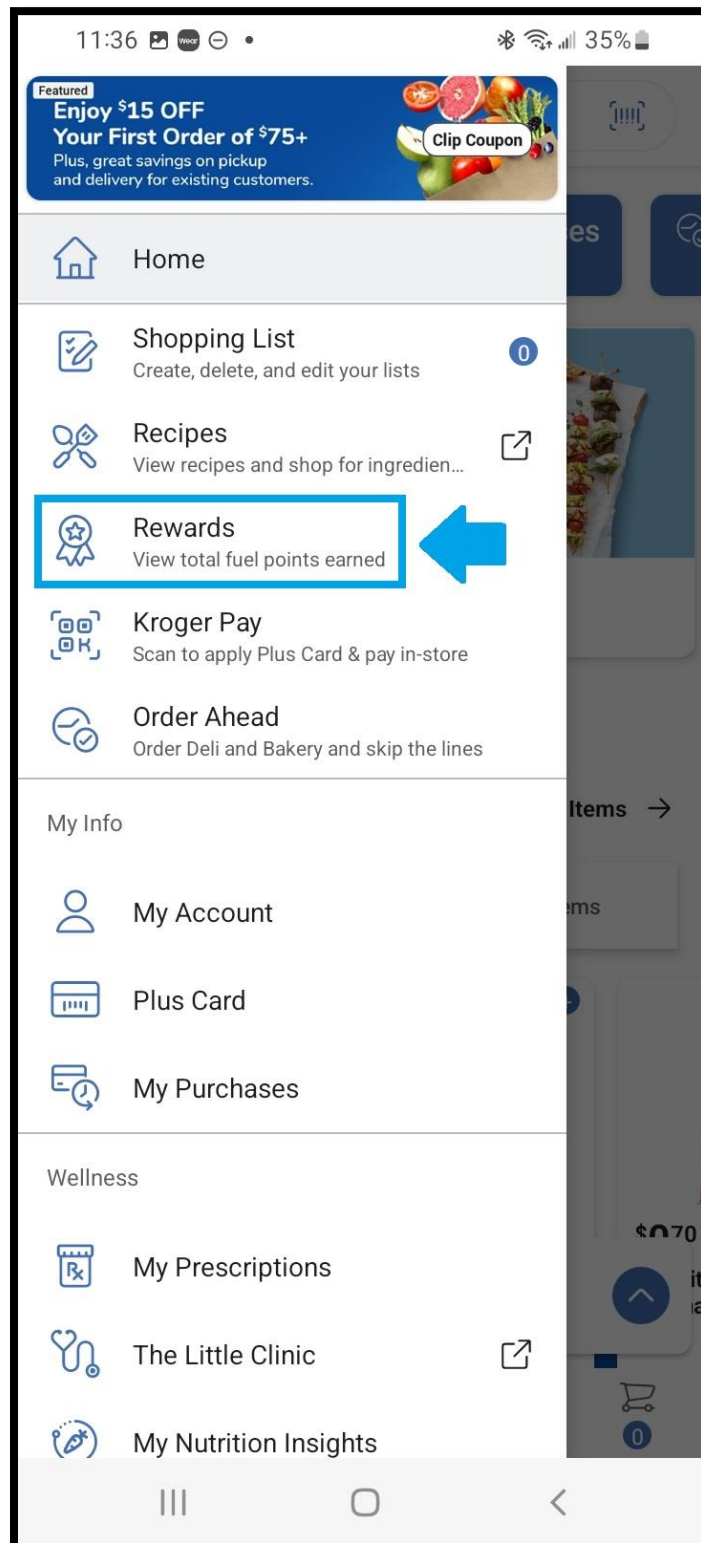 11:36
Wear
35%
Featured
Enjoy $15 OFF
Your First Order of $75+
Plus, great savings on pickup
and delivery for existing customers.
Clip Coupon
Home
Shopping List
0
Create, delete, and edit your lists
Recipes
View recipes and shop for ingredien...
Rewards
View total fuel points earned
Kroger Pay
Scan to apply Plus Card & pay in-store
Order Ahead
Order Deli and Bakery and skip the lines
Items
My Info
My Account
Plus Card
My Purchases
Wellness
My Prescriptions
The Little Clinic
My Nutrition Insights
0